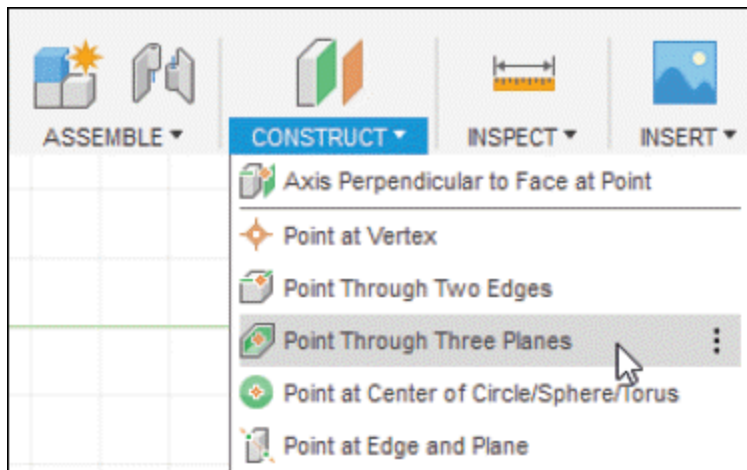 ASSEMBLE CONSTRUCT INSPECT INSERT
Axis Perpendicular to Face at Point
Point at Vertex
Point Through Two Edges
Point Through Three Planes
Point at Center of Circle/Sphere/Torus
Point at Edge and Plane